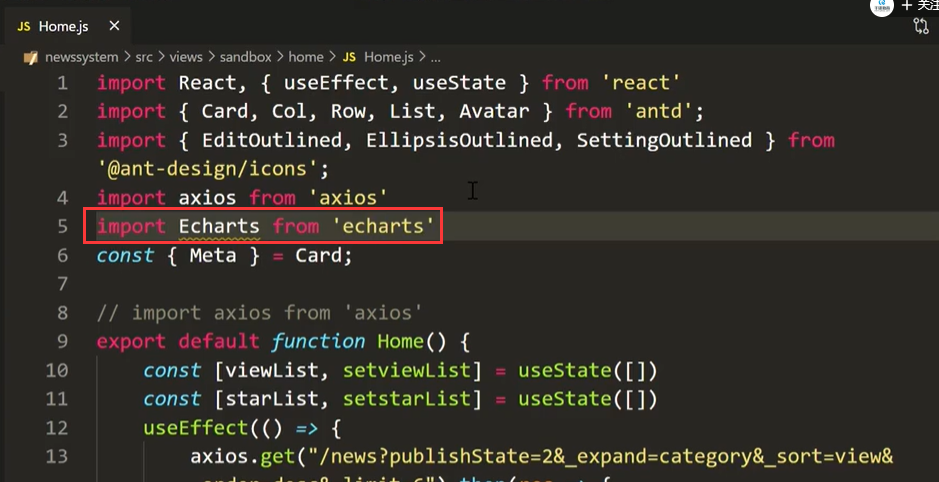 + 关注
JS Home.js ×
newssystem > src > views > sandbox > home > JS Home.js > ...
1 import React, { useEffect, useState } from 'react'
2 import { Card, Col, Row, List, Avatar } from 'antd';
3 import { EditOutlined, EllipsisOutlined, SettingOutlined } from
'@ant-design/icons';
4 import axios from 'axios'
5 import Echarts from 'echarts'
6 const { Meta } = Card;
7
8 // import axios from 'axios'
9 export default function Home() {
10 const [viewList, setviewList] = useState([])
11 const [starList, setstarList] = useState([])
12 useEffect(() => {
13 axios.get("/news?publishState=2&_expand=category&_sort=view&